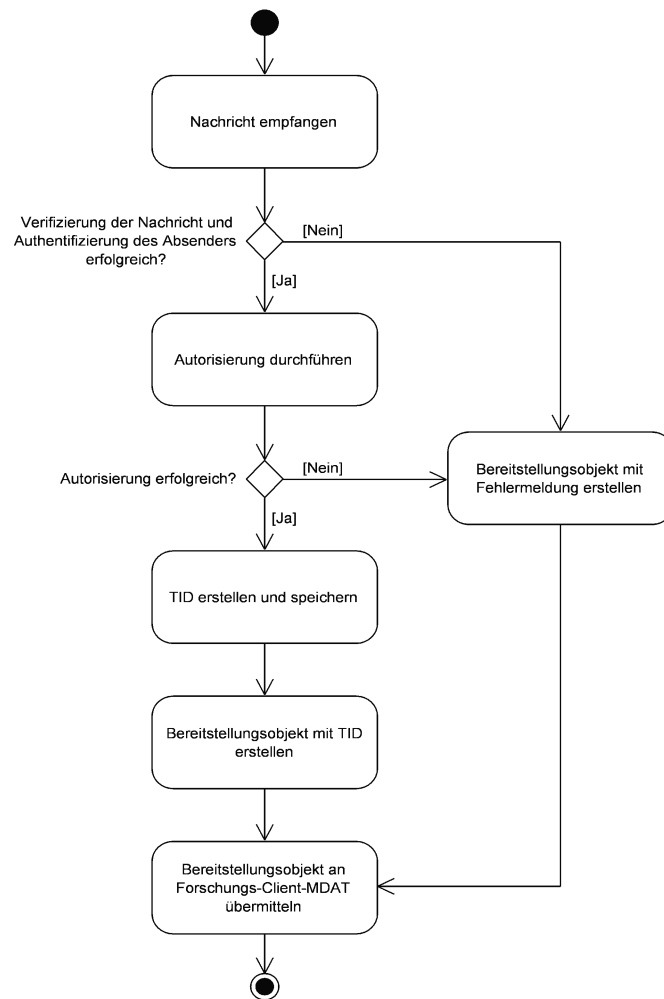 Nachricht empfangen
Verifizierung der Nachricht und
Authentifizierung des Absenders
erfolgreich?
[Nein]
[Ja]
Autorisierung durchführen
Autorisierung erfolgreich?
[Nein]
Bereitstellungsobjekt mit
Fehlermeldung erstellen
[Ja]
TID erstellen und speichern
Bereitstellungsobjekt mit TID
erstellen
Bereitstellungsobjekt an
Forschungs-Client-MDAT
übermitteln